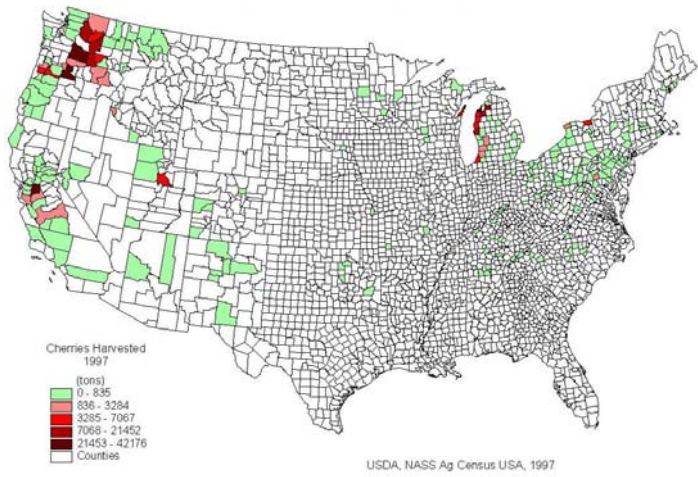 Cherries Harvested
1997
(tons)
0 - 835
836 - 3284
3285 - 7067
7068 - 21452
21453 - 42176
Counties
USDA, NASS Ag Census USA, 1997